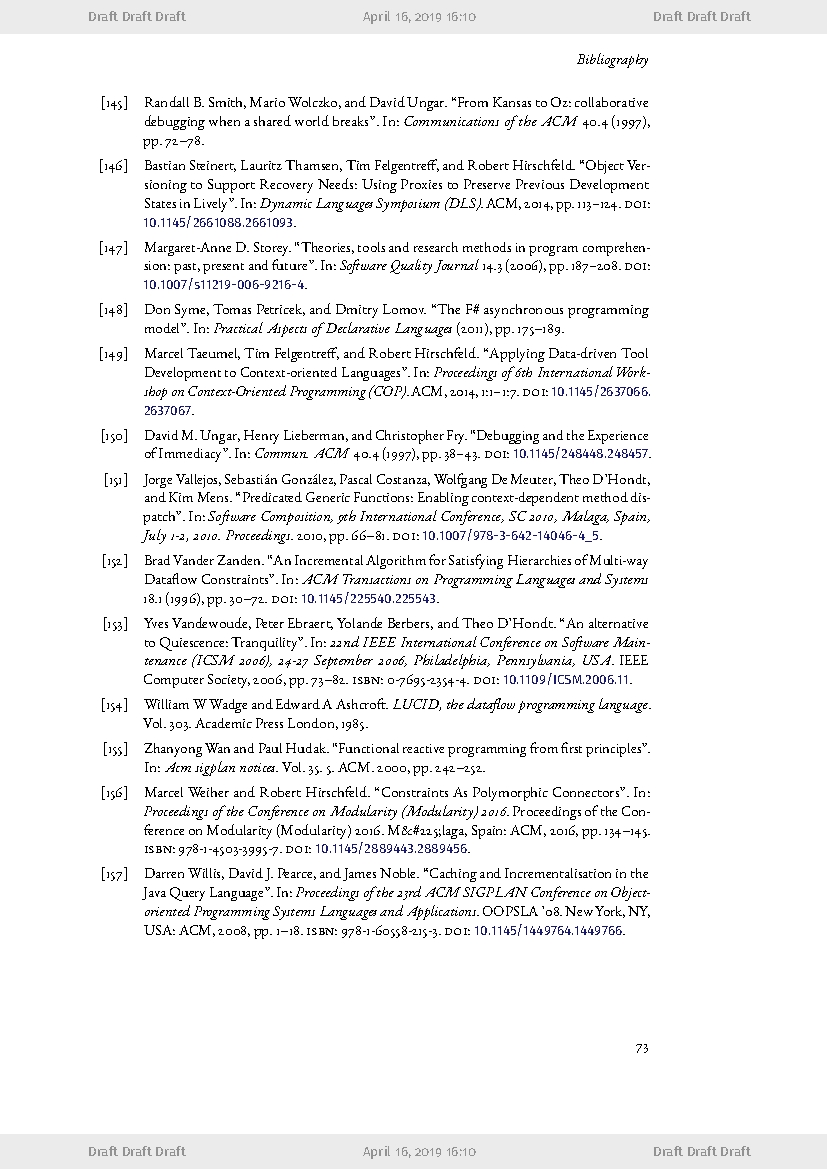 Draft Draft Draft April 16, 2019 16:10 Draft Draft Draft
Bibliography
[145] Randall B. Smith, Mario Wolczko, and David Ungar. “From Kansas to Oz: collaborative
debugging when a shared world breaks”. In: Communications of the ACM 40.4 (1997),
pp. 72–78.
[146] Bastian Steinert, Lauritz Thamsen, Tim Felgentreff, and Robert Hirschfeld. “Object Ver-
sioning to Support Recovery Needs: Using Proxies to Preserve Previous Development
States in Lively”. In: Dynamic Languages Symposium (DLS). ACM, 2014, pp. 113–124. DOI:
10.1145/2661088.2661093.
[147] Margaret-Anne D. Storey. “Theories, tools and research methods in program comprehen-
sion: past, present and future”. In: Software Quality Journal 14.3 (2006), pp. 187–208. DOI:
10.1007/s11219-006-9216-4.
[148] Don Syme, Tomas Petricek, and Dmitry Lomov. “The F# asynchronous programming
model”. In: Practical Aspects of Declarative Languages (2011), pp. 175–189.
[149] Marcel Taeumel, Tim Felgentreff, and Robert Hirschfeld. “Applying Data-driven Tool
Development to Context-oriented Languages”. In: Proceedings of 6th International Work-
shop on Context-Oriented Programming (COP). ACM, 2014, 1:1–1:7. DOI: 10.1145/2637066.
2637067.
[150] David M. Ungar, Henry Lieberman, and Christopher Fry. “Debugging and the Experience
of Immediacy”. In: Commun. ACM 40.4 (1997), pp. 38–43. DOI: 10.1145/248448.248457.
[151] Jorge Vallejos, Sebastián González, Pascal Costanza, Wolfgang De Meuter, Theo D’Hondt,
and Kim Mens. “Predicated Generic Functions: Enabling context-dependent method dis-
patch”. In: Software Composition, 9th International Conference, SC 2010, Malaga, Spain,
July 1-2, 2010. Proceedings. 2010, pp. 66–81. DOI: 10.1007/978-3-642-14046-4_5.
[152] Brad Vander Zanden. “An Incremental Algorithm for Satisfying Hierarchies of Multi-way
Dataflow Constraints”. In: ACM Transactions on Programming Languages and Systems
18.1 (1996), pp. 30–72. DOI: 10.1145/225540.225543.
[153] Yves Vandewoude, Peter Ebraert, Yolande Berbers, and Theo D’Hondt. “An alternative
to Quiescence: Tranquility”. In: 22nd IEEE International Conference on Software Main-
tenance (ICSM 2006), 24-27 September 2006, Philadelphia, Pennsylvania, USA. IEEE
Computer Society, 2006, pp. 73–82. ISBN: 0-7695-2354-4. DOI: 10.1109/ICSM.2006.11.
[154] William W Wadge and Edward A Ashcroft. LUCID, the dataflow programming language.
Vol. 303. Academic Press London, 1985.
[155] Zhanyong Wan and Paul Hudak. “Functional reactive programming from first principles”.
In: Acm sigplan notices. Vol. 35. 5. ACM. 2000, pp. 242–252.
[156] Marcel Weiher and Robert Hirschfeld. “Constraints As Polymorphic Connectors”. In:
Proceedings of the Conference on Modularity (Modularity) 2016. Proceedings of the Con-
ference on Modularity (Modularity) 2016. M&#225;laga, Spain: ACM, 2016, pp. 134–145.
ISBN: 978-1-4503-3995-7. DOI: 10.1145/2889443.2889456.
[157] Darren Willis, David J. Pearce, and James Noble. “Caching and Incrementalisation in the
Java Query Language”. In: Proceedings of the 23rd ACM SIGPLAN Conference on Object-
oriented Programming Systems Languages and Applications. OOPSLA ’08. New York, NY,
USA: ACM, 2008, pp. 1–18. ISBN: 978-1-60558-215-3. DOI: 10.1145/1449764.1449766.
73
Draft Draft Draft April 16, 2019 16:10 Draft Draft Draft